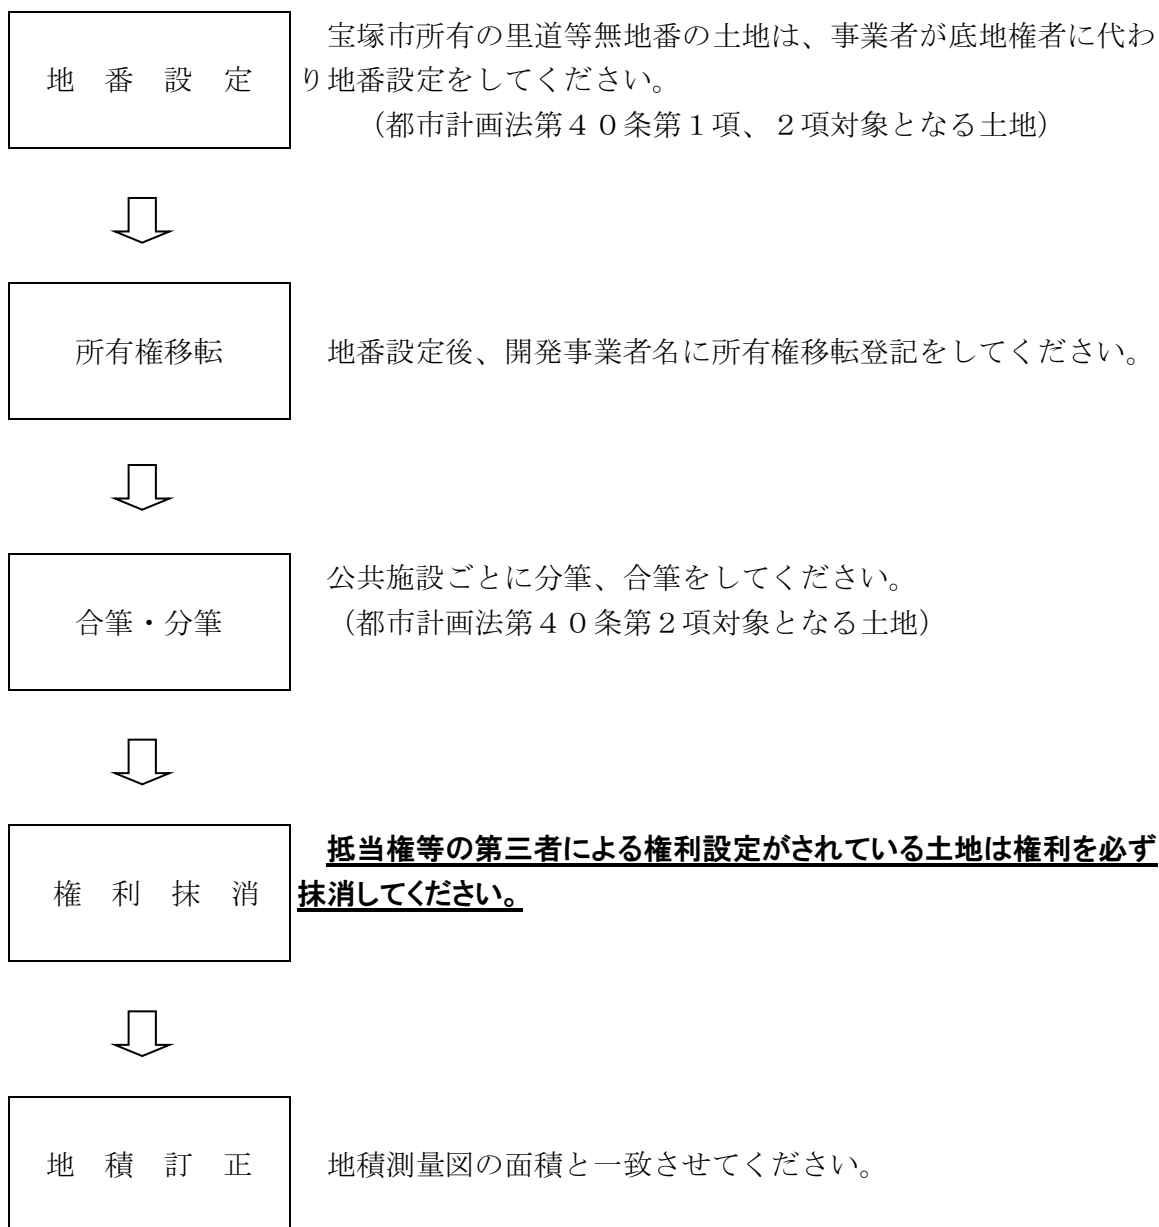 宝塚市所有の里道等無地番の土地は、事業者が底地権者に代わ
地　番　設　定
り地番設定をしてください。
（都市計画法第４０条第１項、２項対象となる土地）
所有権移転
地番設定後、開発事業者名に所有権移転登記をしてください。
公共施設ごとに分筆、合筆をしてください。
合筆・分筆
（都市計画法第４０条第２項対象となる土地）
抵当権等の第三者による権利設定がされている土地は権利を必ず
権　利　抹　消
抹消してください。
地　積　訂　正
地積測量図の面積と一致させてください。